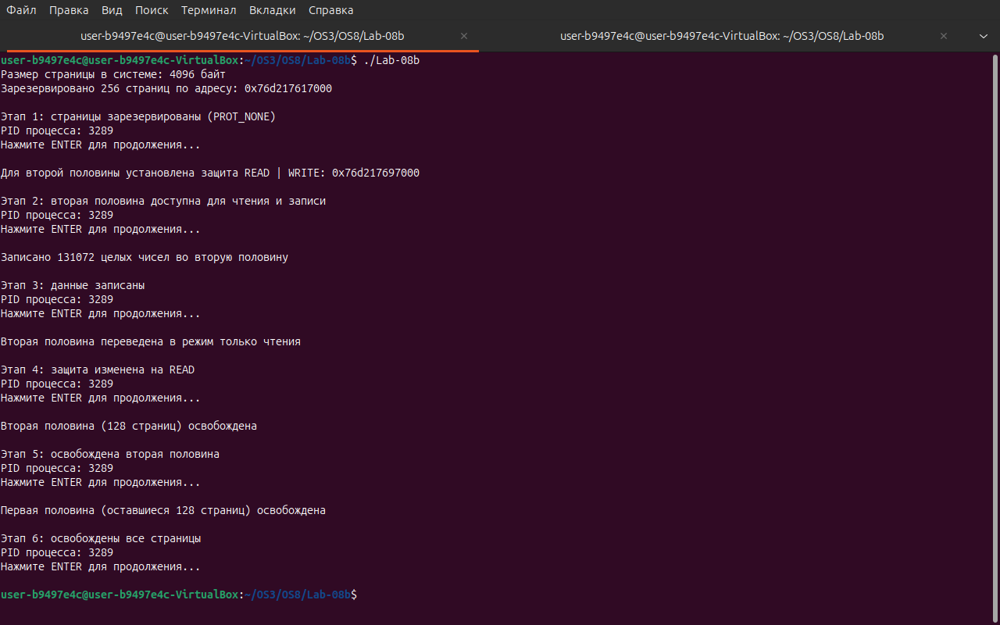 Файл Правка Вид Поиск Терминал Вкладки Справка
user-b9497e4c@user-b9497e4c-VirtualBox: ~/OS3/OS8/Lab-08b × user-b9497e4c@user-b9497e4c-VirtualBox: ~/OS3/OS8/Lab-08b ×
user-b9497e4c@user-b9497e4c-VirtualBox:~/OS3/OS8/Lab-08b$ ./Lab-08b
Размер страницы в системе: 4096 байт
Зарезервировано 256 страниц по адресу: 0x76d217617000
Этап 1: страницы зарезервированы (PROT_NONE)
PID процесса: 3289
Нажмите ENTER для продолжения...
Для второй половины установлена защита READ | WRITE: 0x76d217697000
Этап 2: вторая половина доступна для чтения и записи
PID процесса: 3289
Нажмите ENTER для продолжения...
Записано 131072 целых чисел во вторую половину
Этап 3: данные записаны
PID процесса: 3289
Нажмите ENTER для продолжения...
Вторая половина переведена в режим только чтения
Этап 4: защита изменена на READ
PID процесса: 3289
Нажмите ENTER для продолжения...
Вторая половина (128 страниц) освобождена
Этап 5: освобождена вторая половина
PID процесса: 3289
Нажмите ENTER для продолжения...
Первая половина (оставшиеся 128 страниц) освобождена
Этап 6: освобождены все страницы
PID процесса: 3289
Нажмите ENTER для продолжения...
user-b9497e4c@user-b9497e4c-VirtualBox:~/OS3/OS8/Lab-08b$